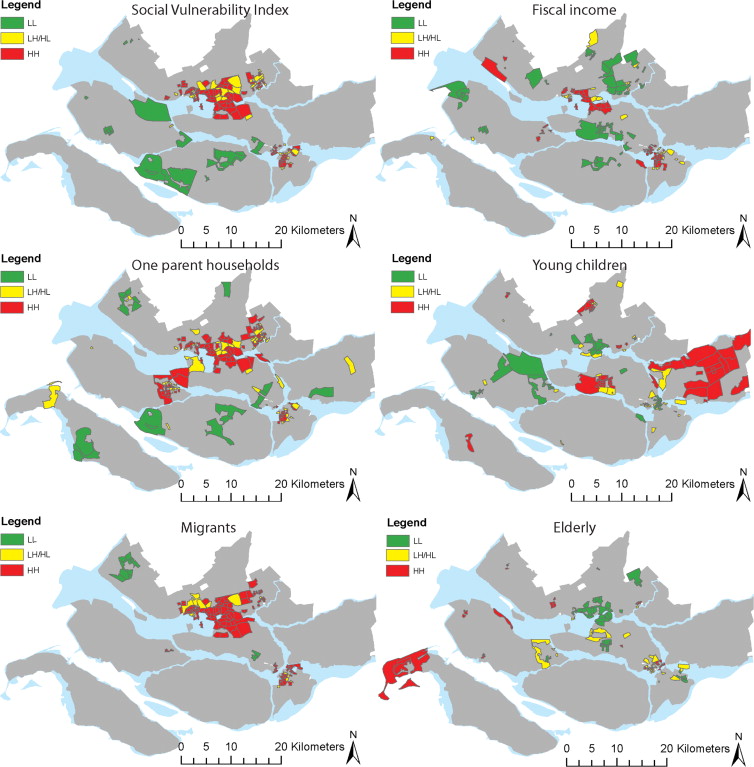 Social Vulnerability Index
Legend
LL
LH/HL
HH
N
0 5 10 20 Kilometers
Fiscal income
Legend
LL
LH/HL
HH
N
0 5 10 20 Kilometers
One parent households
Legend
LL
LH/HL
HH
N
0 5 10 20 Kilometers
Young children
Legend
LL
LH/HL
HH
N
0 5 10 20 Kilometers
Migrants
Legend
LL
LH/HL
HH
N
0 5 10 20 Kilometers
Elderly
Legend
LL
LH/HL
HH
N
0 5 10 20 Kilometers